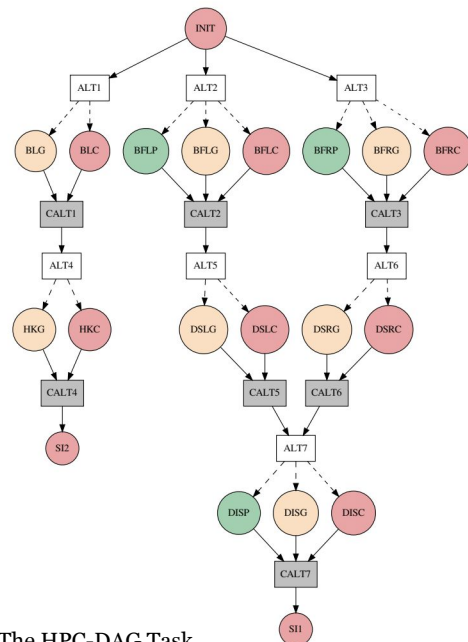 INIT
ALT1 ALT2 ALT3
BLG BLC BFLP BFLG BFLC BFRP BFRG BFRC
CALT1 CALT2 CALT3
ALT4 ALT5 ALT6
HKG HKC DSLG DSLC DSRG DSRC
CALT4 CALT5 CALT6
SI2 ALT7
DISP DISG DISC
CALT7
SI1
The HPC-DAG Task